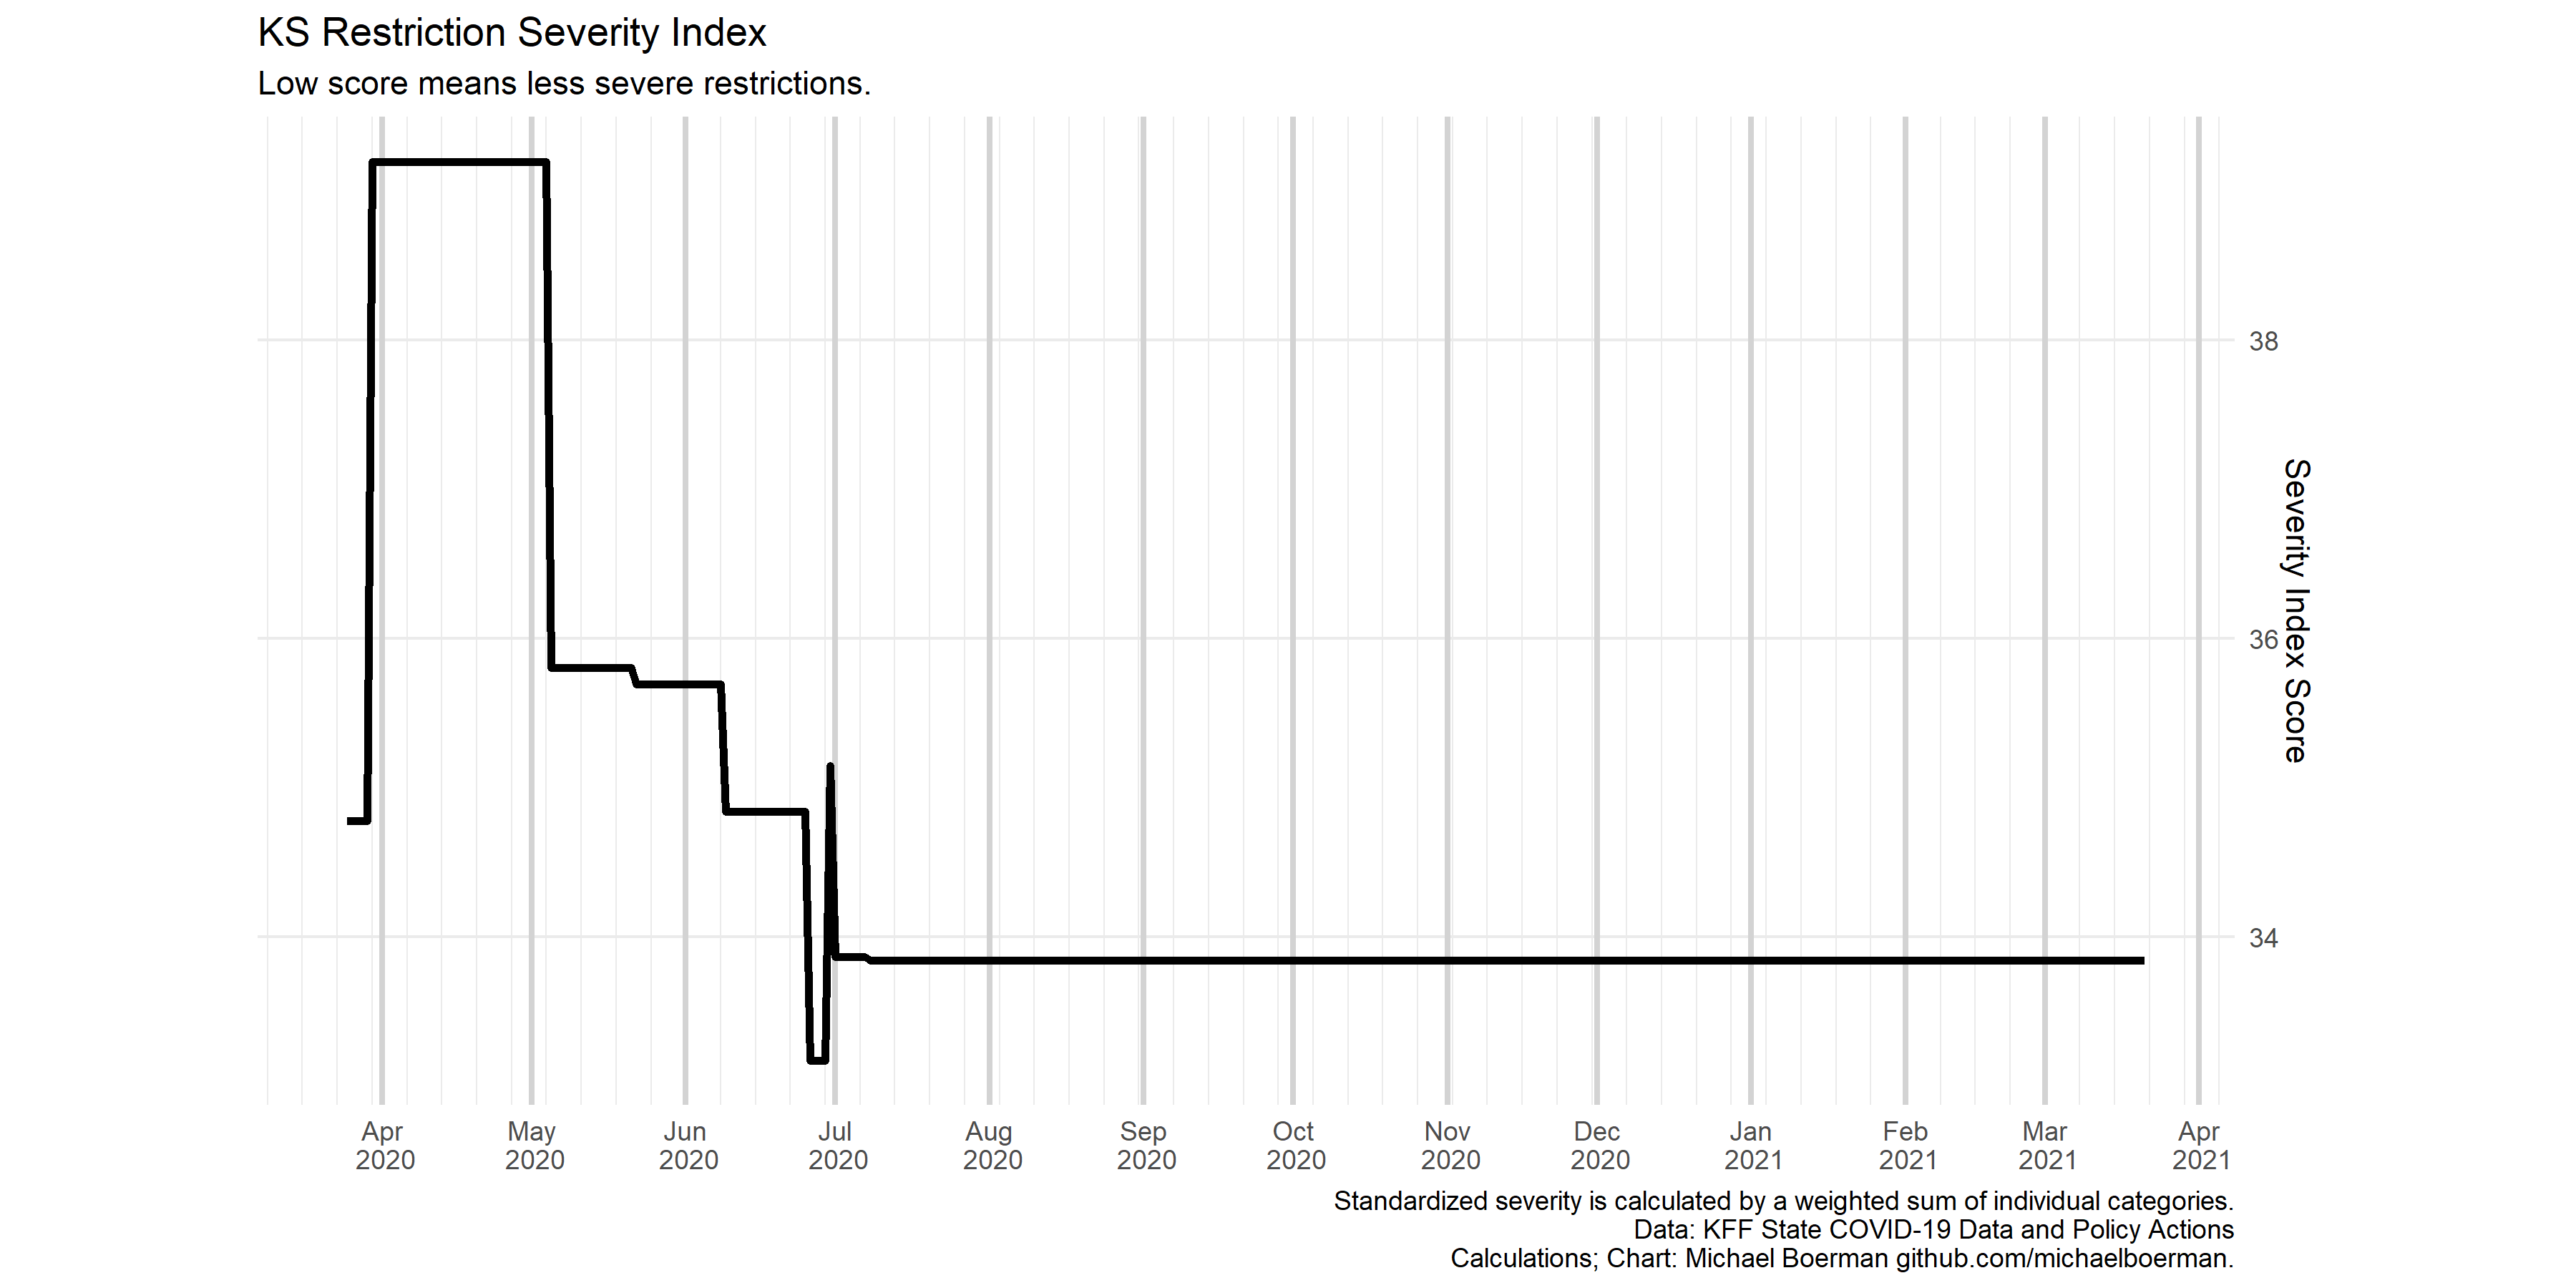 KS Restriction Severity Index
Low score means less severe restrictions.
38
36
34
Severity Index Score
Apr May Jun Jul Aug Sep Oct Nov Dec Jan Feb Mar Apr
2020 2020 2020 2020 2020 2020 2020 2020 2020 2021 2021 2021 2021
Standardized severity is calculated by a weighted sum of individual categories.
Data: KFF State COVID-19 Data and Policy Actions
Calculations; Chart: Michael Boerman github.com/michaelboerman.